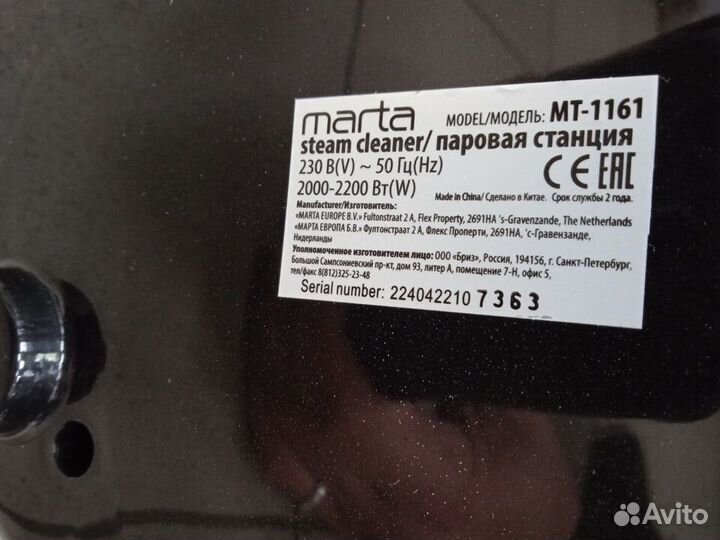 marta MODEL/МОДЕЛЬ: MT-1161
steam cleaner/ паровая станция
230 В(V) ~ 50 Гц(Hz)
2000-2200 Вт(W)
CE EAC
Made in China/ Сделано в Китае. Срок службы 2 года.
Manufacturer/Изготовитель:
«MARTA EUROPE B.V.» Fultonstraat 2 A, Flex Property, 2691HA 's-Gravenzande, The Netherlands
«МАРТА ЕВРОПА Б.В.» Фултонстраат 2 А, Флекс Проперти, 2691HA, 'с-Гравензанде,
Нидерланды
Уполномоченное изготовителем лицо: ООО «Бриз», Россия, 194156, г. Санкт-Петербург,
Большой Сампсониевский пр-кт, дом 93, литер А, помещение 7-Н, офис 5,
тел/факс 8(812)325-23-48
Serial number: 224042210 7363
Avito